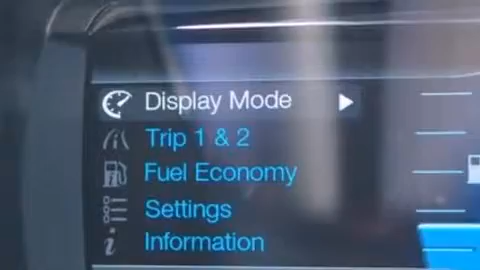 Display Mode
Trip 1 & 2
Fuel Economy
Settings
Information